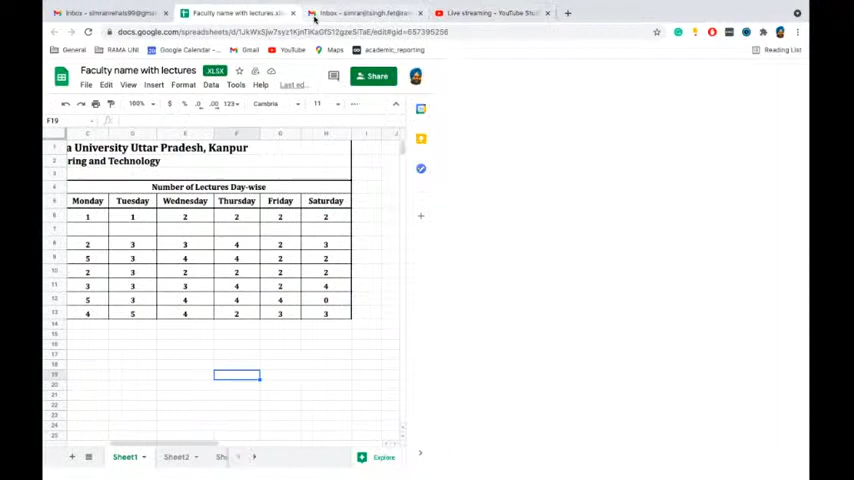 Inbox - simranrehals99@gmai
Faculty name with lectures.xls
Inbox - simranjitsingh.fet@ram
Live streaming - YouTube Stu
docs.google.com/spreadsheets/d/
General
RAMA UNI
Google Calendar -...
Gmail
YouTube
Maps
academic_reporting
Reading List
Faculty name with lectures
.XLSX
Share
File Edit View Insert Format Data Tools Help Last ed...
100% $ % .0 .00 123 Cambria 11
F19
C D E F G H I J
1 a University Uttar Pradesh, Kanpur
2 ring and Technology
3
4 Number of Lectures Day-wise
5 Monday Tuesday Wednesday Thursday Friday Saturday
6 1 1 2 2 2 2
7
8 2 3 3 4 2 3
9 5 3 4 4 2 2
10 2 3 2 2 2 2
11 3 3 3 4 2 4
12 5 3 4 4 4 0
13 4 5 4 2 3 3
14
15
16
17
18
19
20
21
22
23
24
25
Sheet1 Sheet2 Sh
Explore